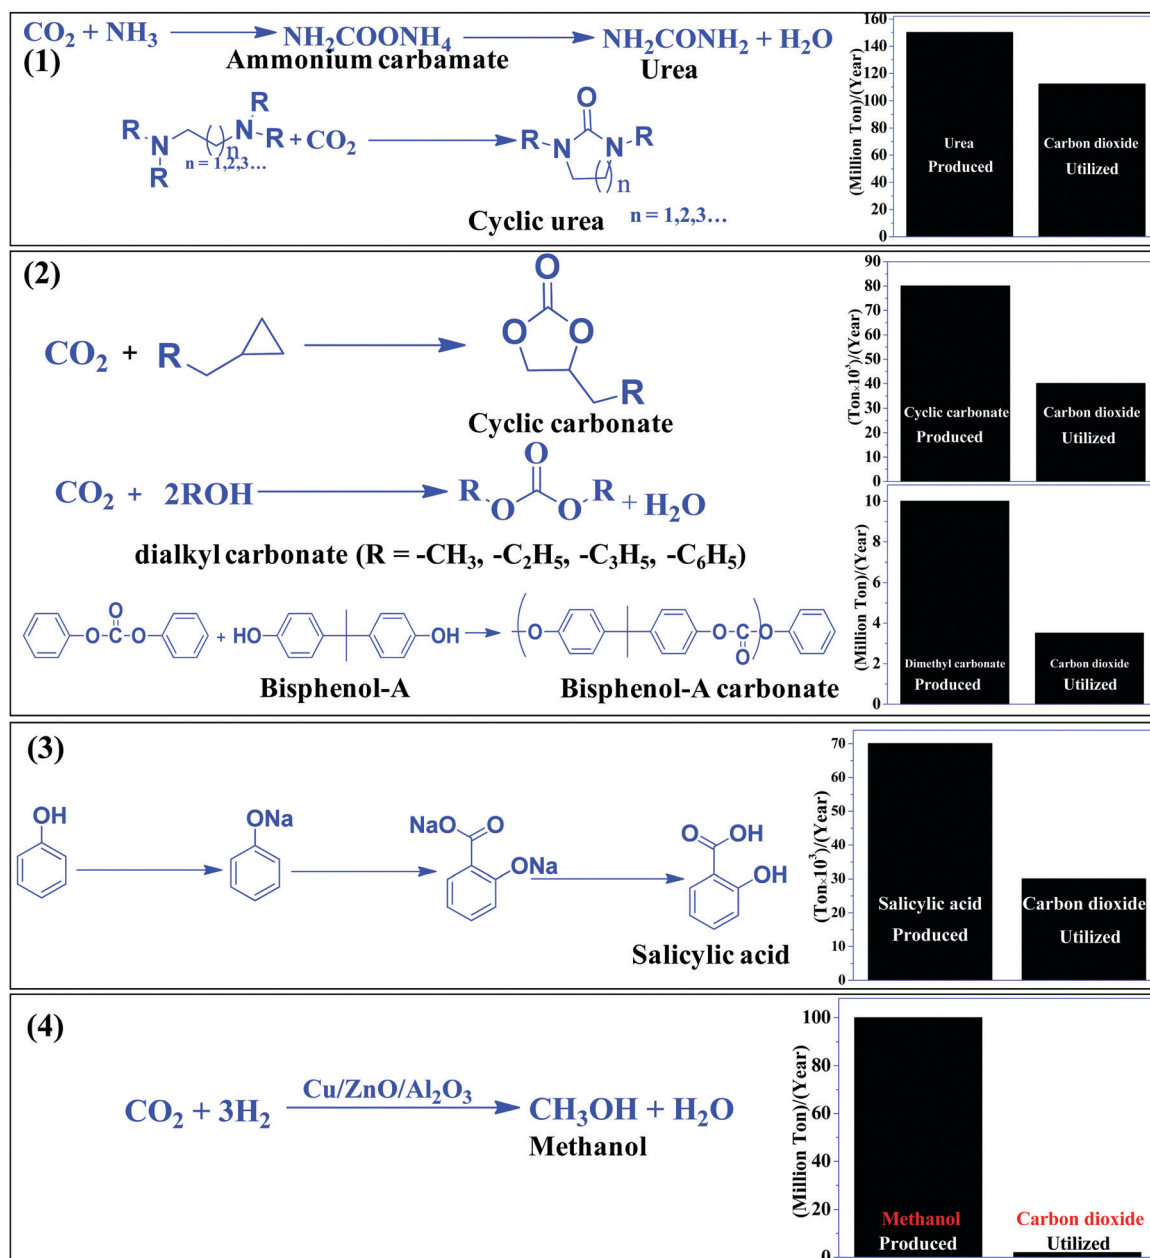 (1)
CO2 + NH3 NH2COONH4 NH2CONH2 + H2O
Ammonium carbamate Urea
R R N ( )n N R R + CO2
n = 1,2,3...
O
R N N R
( )n
Cyclic urea n = 1,2,3...
(Million Ton)/(Year)
160
140
120
100
80
60
40
20
0
Urea
Produced
Carbon dioxide
Utilized
(2)
CO2 + R
O
O O
R
Cyclic carbonate
CO2 + 2ROH
O
R O O R + H2O
dialkyl carbonate (R = -CH3, -C2H5, -C3H5, -C6H5)
O
O C O + HO OH
Bisphenol-A
( O O C O ) O
O
Bisphenol-A carbonate
90
80
70
60
50
40
30
20
10
0
Cyclic carbonate
Produced
Carbon dioxide
Utilized
(Million Ton)/(Year)
10
8
6
4
2
0
Dimethyl carbonate
Produced
Carbon dioxide
Utilized
(3)
OH
ONa
NaO O
ONa
O OH
OH
Salicylic acid
(Ton×10³)/(Year)
70
60
50
40
30
20
10
0
Salicylic acid
Produced
Carbon dioxide
Utilized
(4)
CO2 + 3H2 Cu/ZnO/Al2O3 CH3OH + H2O
Methanol
(Million Ton)/(Year)
100
80
60
40
20
0
Methanol
Produced
Carbon dioxide
Utilized